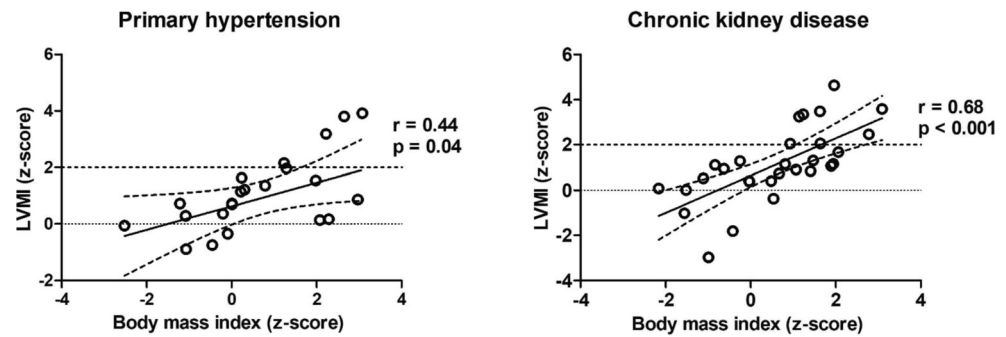 Primary hypertension
6
4
2
0
-2
-4
-2
0
2
4
LVMI (z-score)
Body mass index (z-score)
r = 0.44
p = 0.04
Chronic kidney disease
6
4
2
0
-2
-4
-4
-2
0
2
4
LVMI (z-score)
Body mass index (z-score)
r = 0.68
p < 0.001